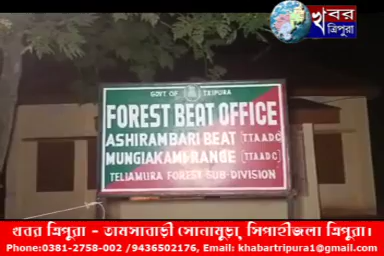 খবর
ত্রিপুরা
GOVT OF TRIPURA
FOREST BEAT OFFICE
ASHIRAMBARI BEAT (TTAADC)
MUNGIAKAMI-RANGE (TTAADC)
TELIAMURA FOREST SUB-DIVISION
খবর ত্রিপুরা - তামসাবাড়ী সোনামুড়া, সিপাহীজলা ত্রিপুরা।
Phone:0381-2758-002 /9436502176, Email: khabartripura1@gmail.com